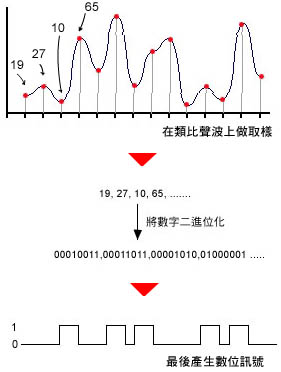 65
10
27
19
在類比聲波上做取樣
19, 27, 10, 65, .......
將數字二進位化
00010011,00011011,00001010,01000001 .....
1
0
最後產生數位訊號